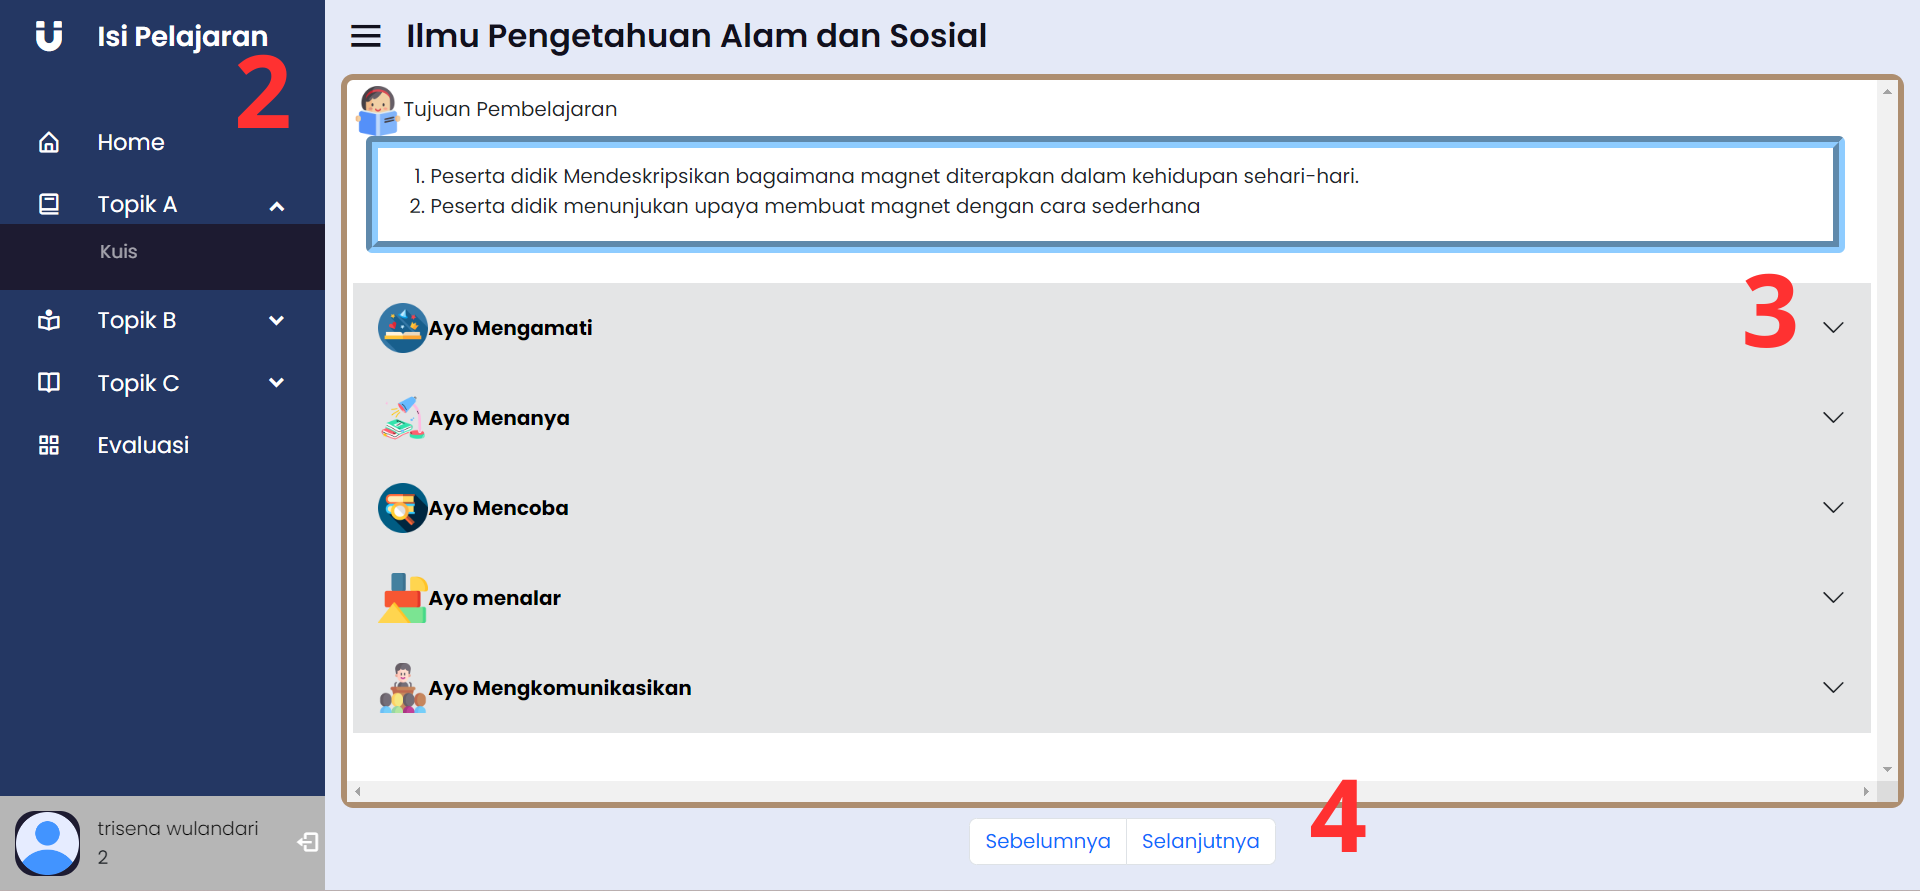 Isi Pelajaran
2
Home
Topik A
Kuis
Topik B
Topik C
Evaluasi
trisena wulandari
2
Ilmu Pengetahuan Alam dan Sosial
Tujuan Pembelajaran
1. Peserta didik Mendeskripsikan bagaimana magnet diterapkan dalam kehidupan sehari-hari.
2. Peserta didik menunjukan upaya membuat magnet dengan cara sederhana
3
Ayo Mengamati
Ayo Menanya
Ayo Mencoba
Ayo menalar
Ayo Mengkomunikasikan
Sebelumnya Selanjutnya
4